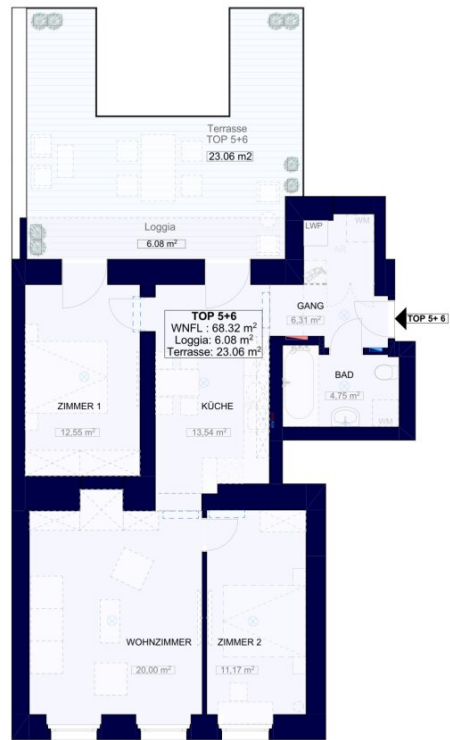 Terrasse
TOP 5+6
23.06 m2
Loggia
6.08 m²
LWP
WM
AR
GANG
6,31 m²
TOP 5+ 6
TOP 5+6
WNFL : 68.32 m²
Loggia: 6.08 m²
Terrasse: 23.06 m²
BAD
4,75 m²
WM
ZIMMER 1
12,55 m²
KÜCHE
13,54 m²
WOHNZIMMER
20,00 m²
ZIMMER 2
11,17 m²